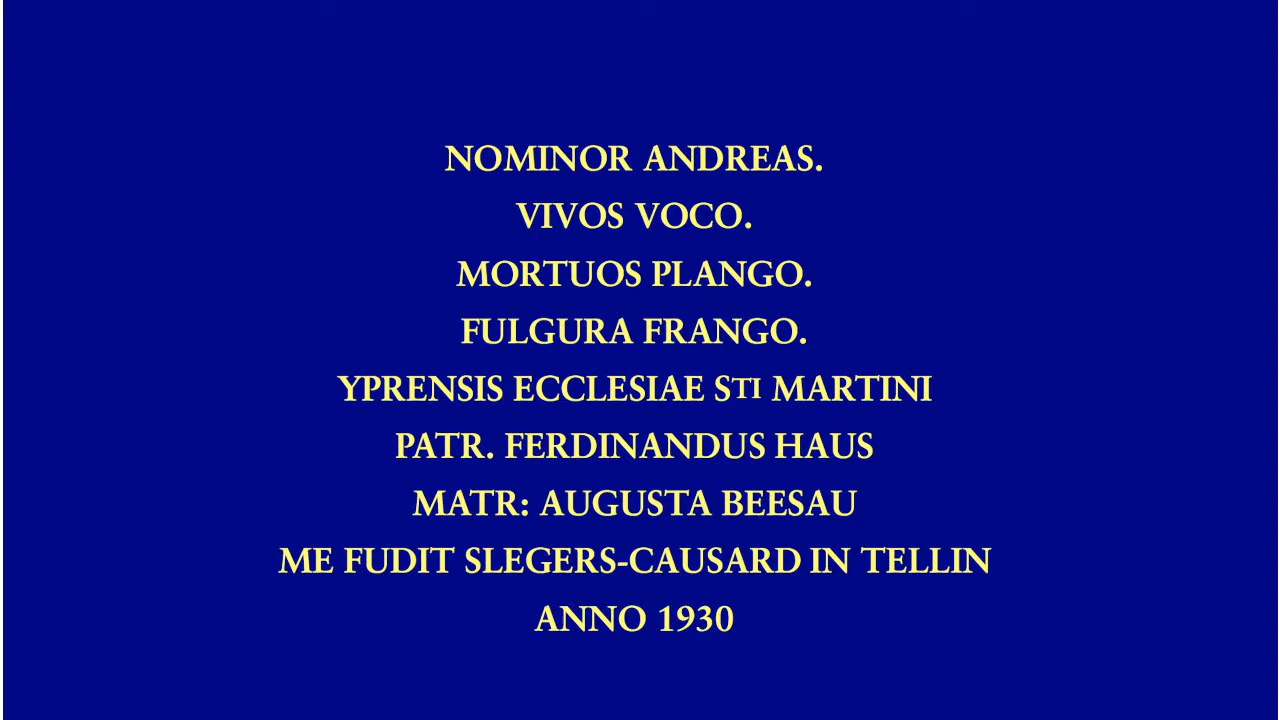 NOMINOR ANDREAS.
VIVOS VOCO.
MORTUOS PLANGO.
FULGURA FRANGO.
YPRENSIS ECCLESIAE STI MARTINI
PATR. FERDINANDUS HAUS
MATR: AUGUSTA BEESAU
ME FUDIT SLEGERS-CAUSARD IN TELLIN
ANNO 1930